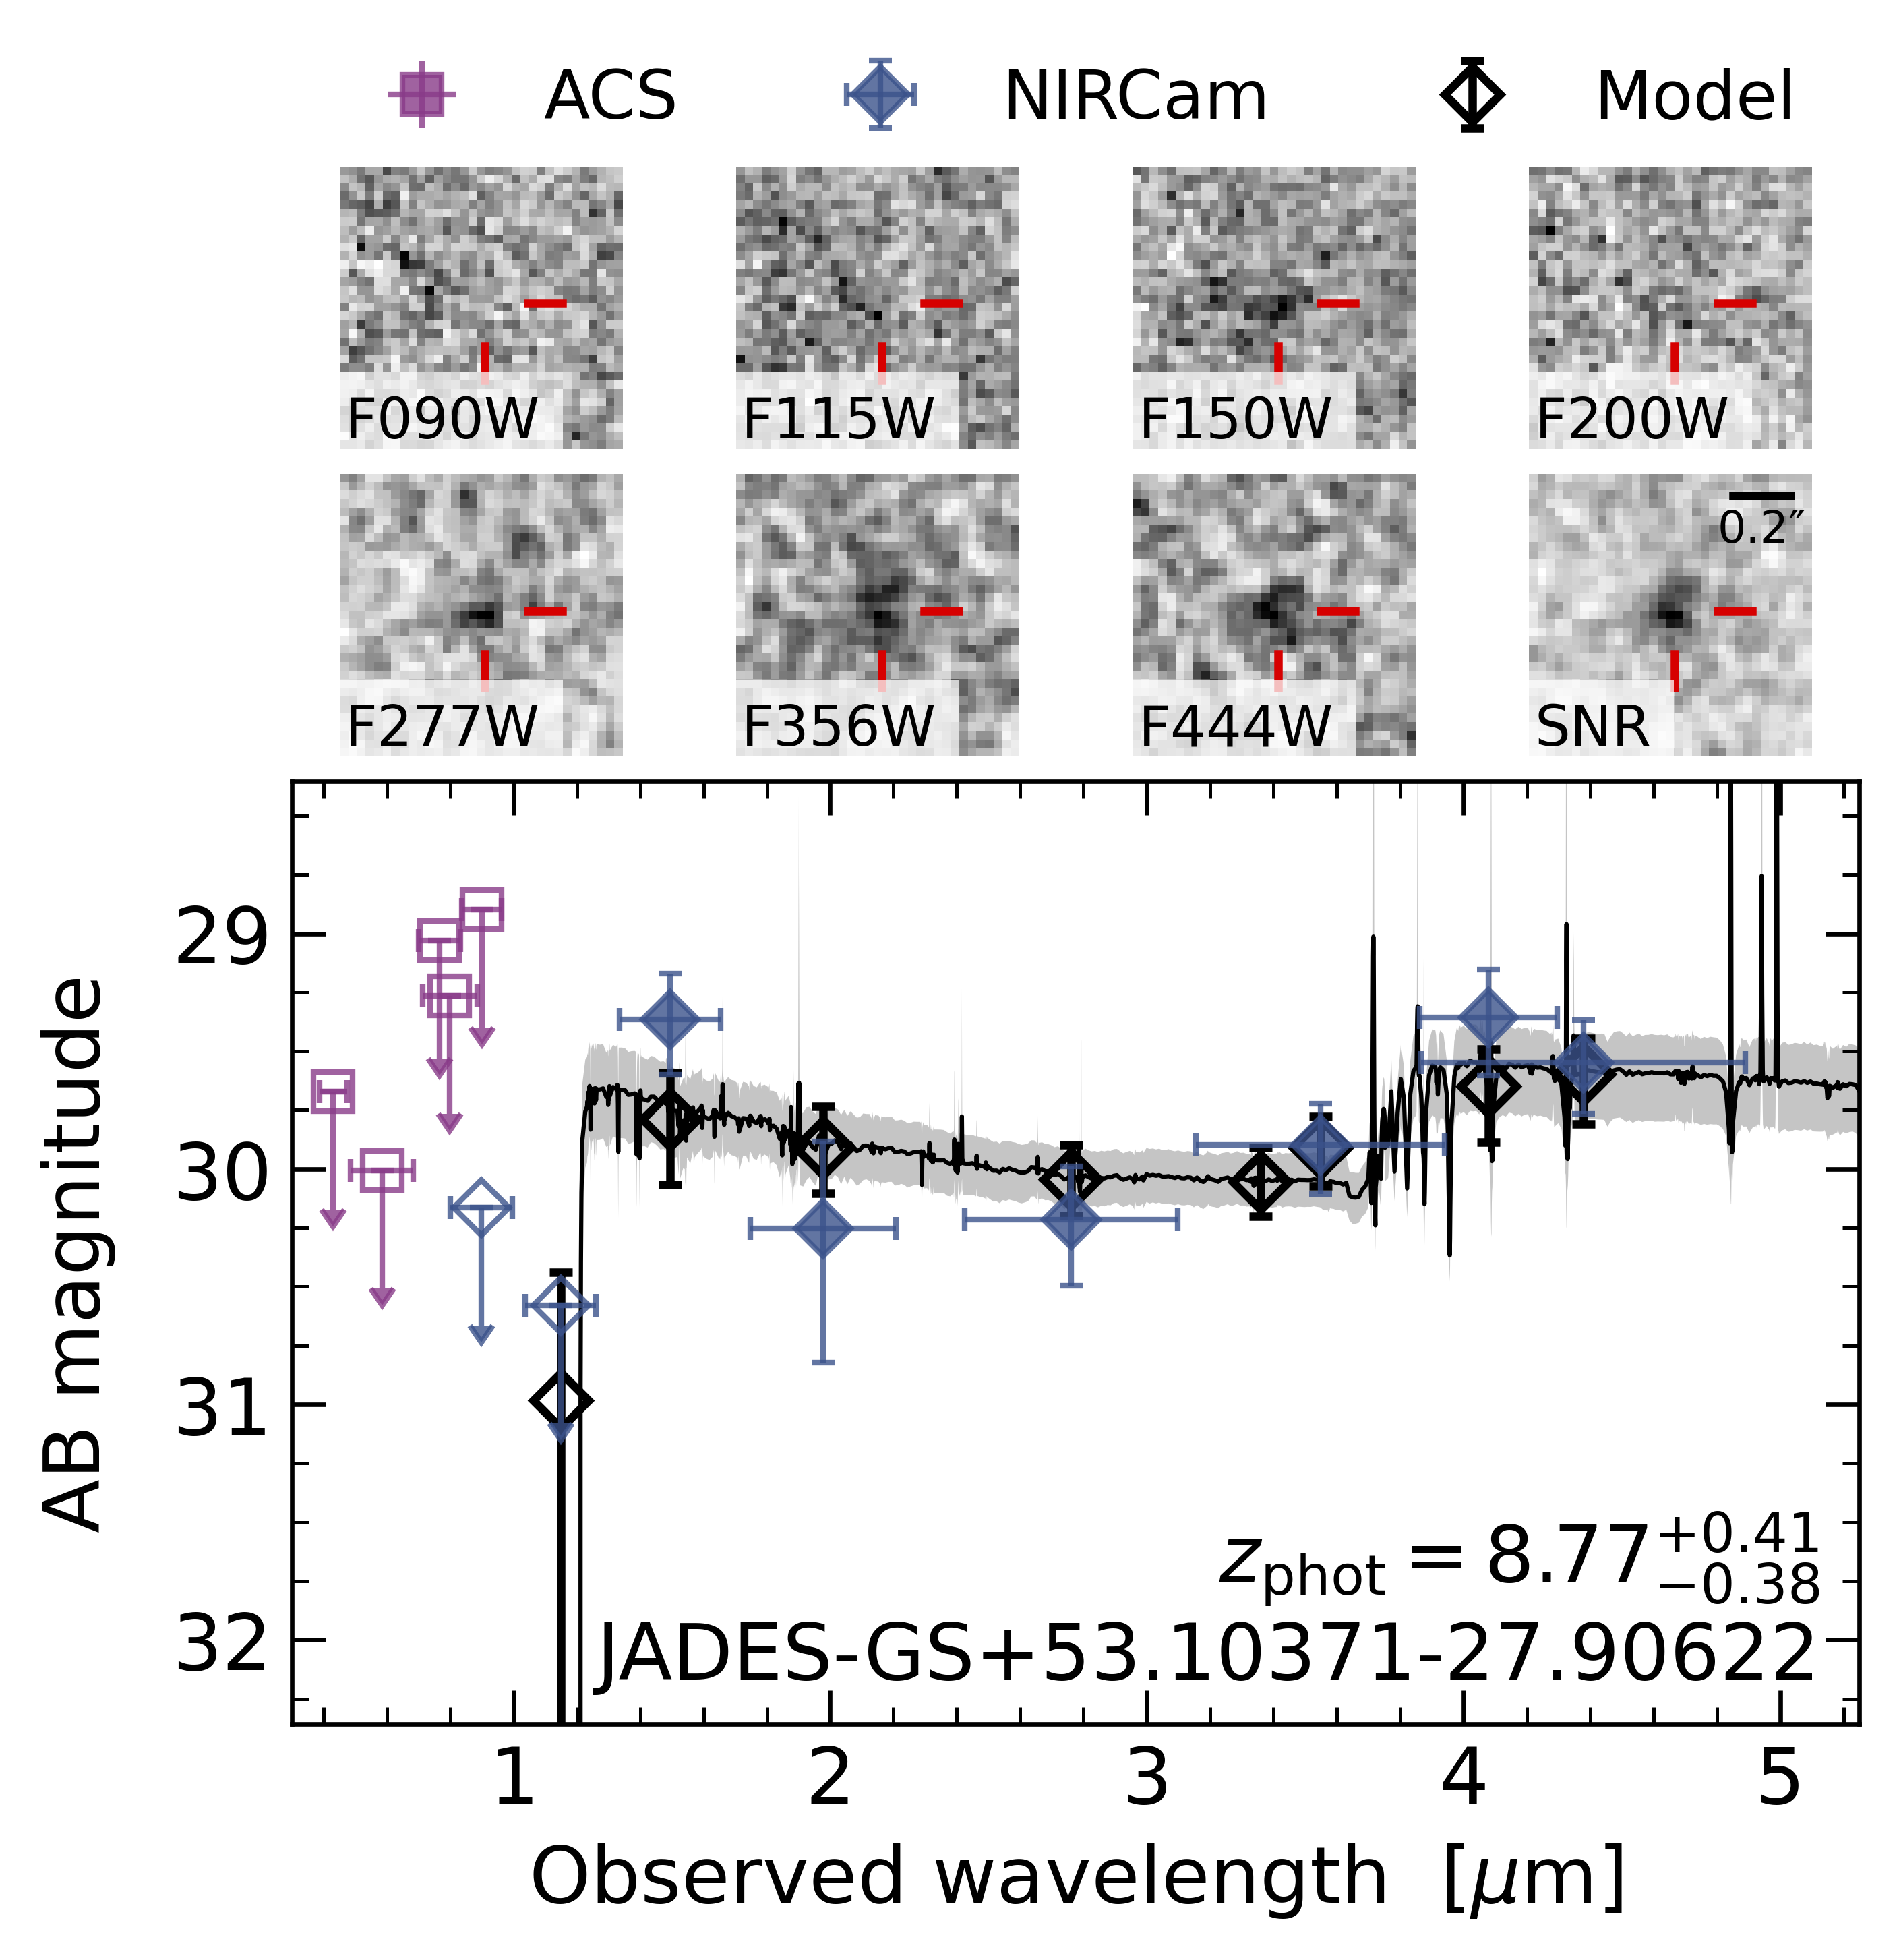 ACS NIRCam Model
F090W F115W F150W F200W
0.2″
F277W F356W F444W SNR
29
30
31
32
AB magnitude
z_phot = 8.77 +0.41 −0.38
JADES-GS+53.10371-27.90622
1 2 3 4 5
Observed wavelength [μm]